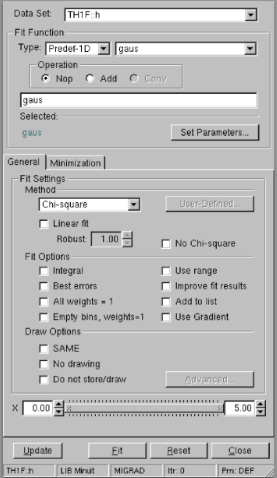 Data Set: TH1F::h
Fit Function
Type: Predef-1D gaus
Operation
Nop Add Conv
gaus
Selected:
gaus Set Parameters...
General Minimization
Fit Settings
Method
Chi-square User-Defined...
Linear fit
Robust 1.00 No Chi-square
Fit Options
Integral Use range
Best errors Improve fit results
All weights = 1 Add to list
Empty bins, weights=1 Use Gradient
Draw Options
SAME
No drawing
Do not store/draw Advanced...
X 0.00 5.00
Update Fit Reset Close
TH1F::h LIB Minuit MIGRAD Itr: 0 Prn: DEF